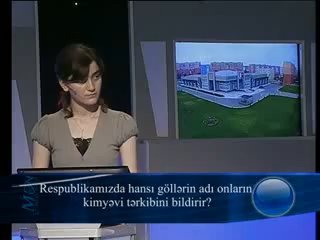 Respublikamızda hansı göllərin adı onların
kimyəvi tərkibini bildirir?